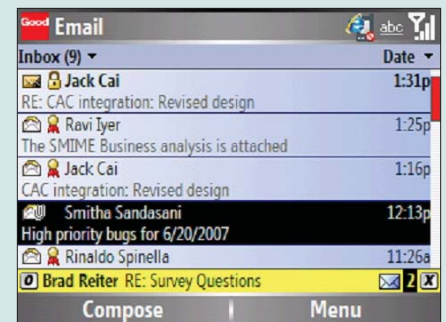 Good Email abc
Inbox (9) Date
Jack Cai 1:31p
RE: CAC integration: Revised design
Ravi Iyer 1:25p
The SMIME Business analysis is attached
Jack Cai 1:16p
CAC integration: Revised design
Smitha Sandasani 12:13p
High priority bugs for 6/20/2007
Rinaldo Spinella 11:26a
O Brad Reiter RE: Survey Questions 2 X
Compose Menu